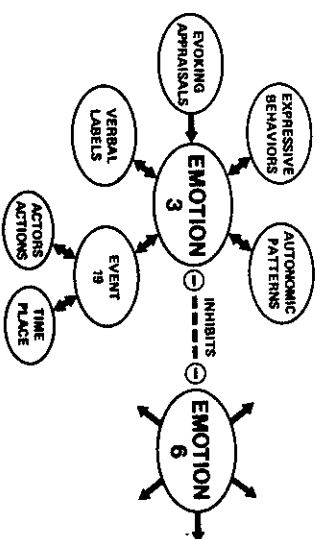 EXPRESSIVE
BEHAVIORS
AUTONOMIC
PATTERNS
EVOKING
APPRAISALS
EMOTION
3
INHIBITS
EMOTION
6
VERBAL
LABELS
EVENT
19
ACTORS
ACTIONS
TIME
PLACE